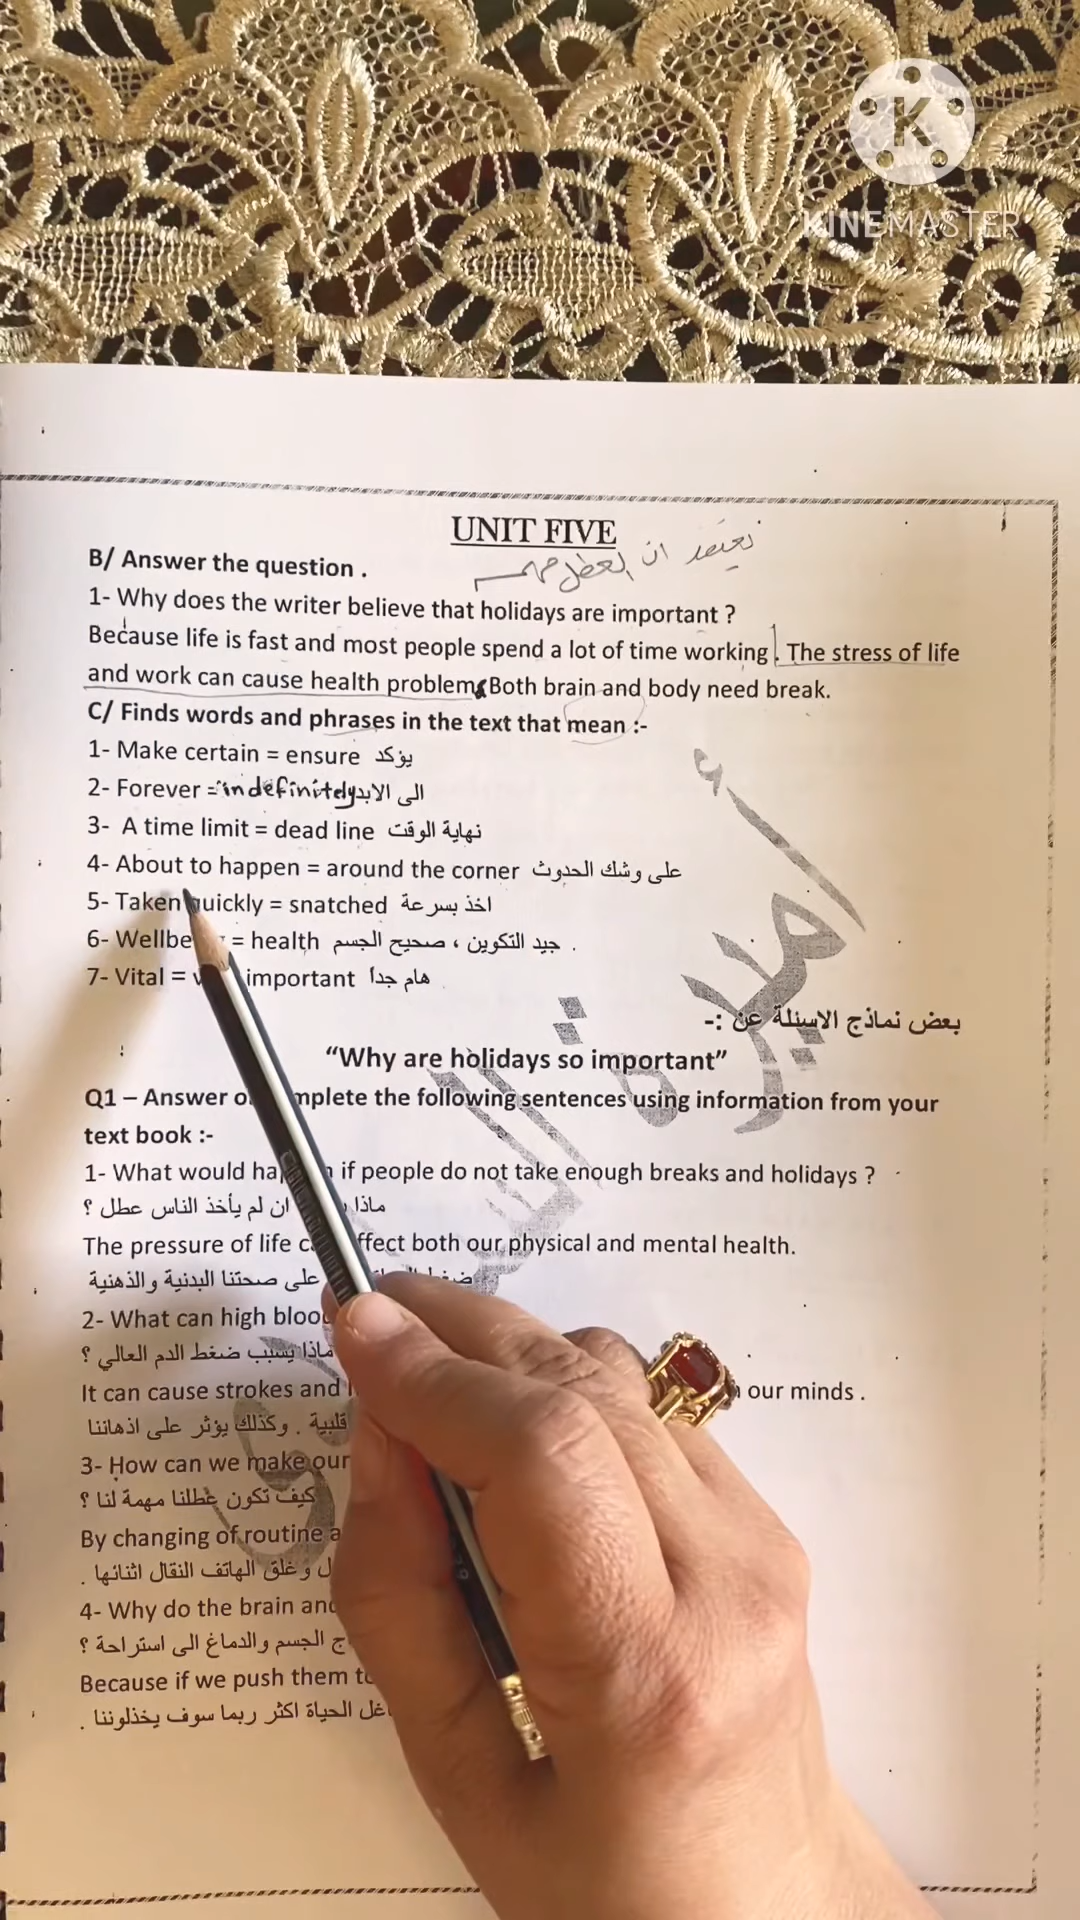 K
KINEMASTER
UNIT FIVE
نعتقد ان العطل مهمـ
B/ Answer the question .
1- Why does the writer believe that holidays are important ?
Because life is fast and most people spend a lot of time working . The stress of life
and work can cause health problem Both brain and body need break.
C/ Finds words and phrases in the text that mean :-
1- Make certain = ensure يؤكد
2- Forever = indefinitely الى الابد
3- A time limit = dead line نهاية الوقت
4- About to happen = around the corner على وشك الحدوث
5- Taken quickly = snatched اخذ بسرعة
6- Wellbe = health جيد التكوين ، صحيح الجسم .
7- Vital = important هام جدا
بعض نماذج الاسئلة عن :-
“Why are holidays so important”
Q1 – Answer o mplete the following sentences using information from your
text book :-
1- What would ha if people do not take enough breaks and holidays ?
ماذا ان لم يأخذ الناس عطل ؟
The pressure of life c ffect both our physical and mental health.
على صحتنا البدنية والذهنية
2- What can high bloo
ماذا يسبب ضغط الدم العالي ؟
It can cause strokes and our minds .
قلبية . وكذلك يؤثر على اذهاننا
3- How can we make our
كيف تكون عطلنا مهمة لنا ؟
By changing of routine a
وغلق الهاتف النقال اثنائها .
4- Why do the brain and
ج الجسم والدماغ الى استراحة ؟
Because if we push them to
غل الحياة اكثر ربما سوف يخذلوننا .